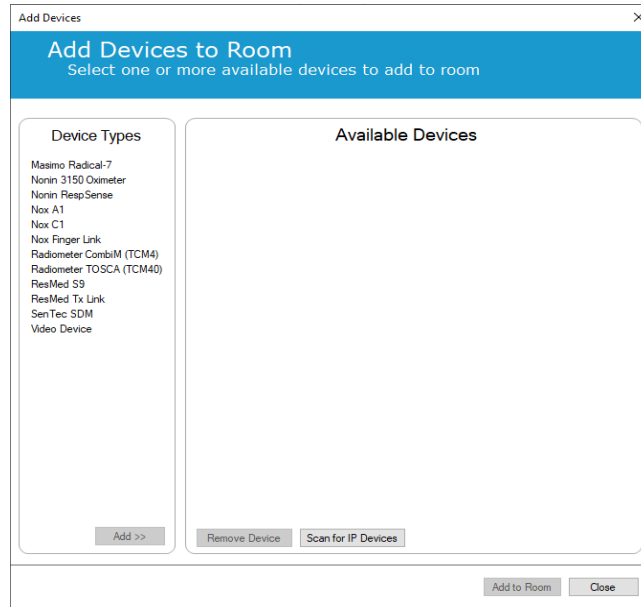 Add Devices
Add Devices to Room
Select one or more available devices to add to room
Device Types
Masimo Radical-7
Nonin 3150 Oximeter
Nonin RespSense
Nox A1
Nox C1
Nox Finger Link
Radiometer CombiM (TCM4)
Radiometer TOSCA (TCM40)
ResMed S9
ResMed Tx Link
SenTec SDM
Video Device
Add >>
Available Devices
Remove Device
Scan for IP Devices
Add to Room
Close